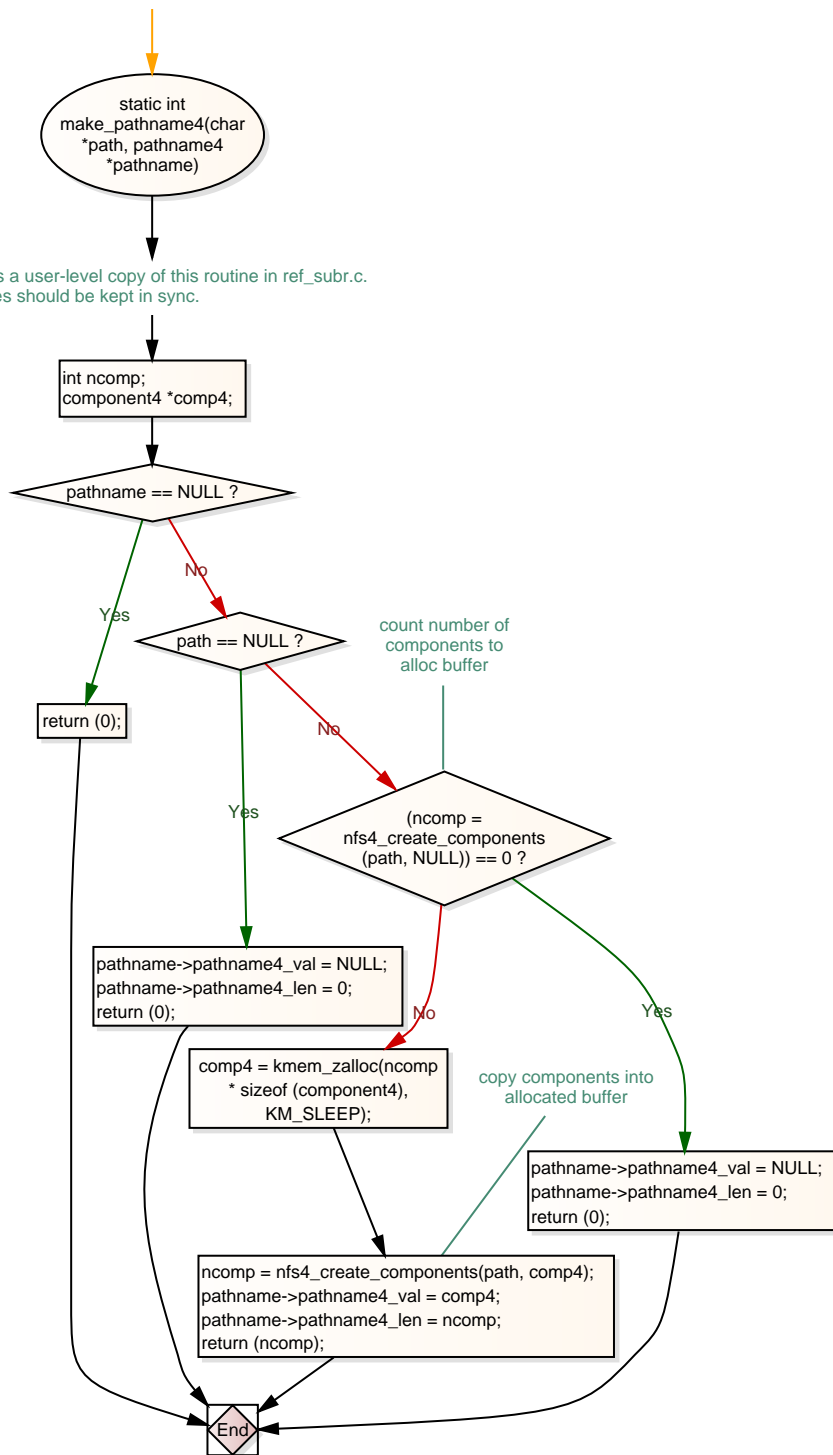 static int
make_pathname4(char
*path, pathname4
*pathname)
s a user-level copy of this routine in ref_subr.c.
es should be kept in sync.
int ncomp;
component4 *comp4;
pathname == NULL ?
No
Yes
path == NULL ?
count number of
components to
alloc buffer
return (0);
No
Yes
(ncomp =
nfs4_create_components
(path, NULL)) == 0 ?
pathname->pathname4_val = NULL;
pathname->pathname4_len = 0;
return (0);
No
Yes
comp4 = kmem_zalloc(ncomp
* sizeof (component4),
KM_SLEEP);
copy components into
allocated buffer
pathname->pathname4_val = NULL;
pathname->pathname4_len = 0;
return (0);
ncomp = nfs4_create_components(path, comp4);
pathname->pathname4_val = comp4;
pathname->pathname4_len = ncomp;
return (ncomp);
End